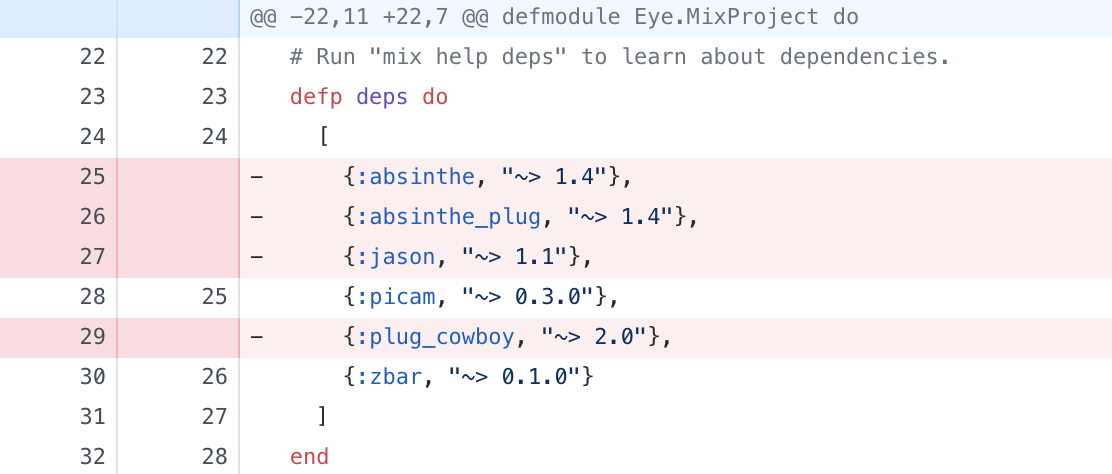 @@ -22,11 +22,7 @@ defmodule Eye.MixProject do
22 22 # Run "mix help deps" to learn about dependencies.
23 23 defp deps do
24 24 [
25 - {:absinthe, "~> 1.4"},
26 - {:absinthe_plug, "~> 1.4"},
27 - {:jason, "~> 1.1"},
28 25 {:picam, "~> 0.3.0"},
29 - {:plug_cowboy, "~> 2.0"},
30 26 {:zbar, "~> 0.1.0"}
31 27 ]
32 28 end